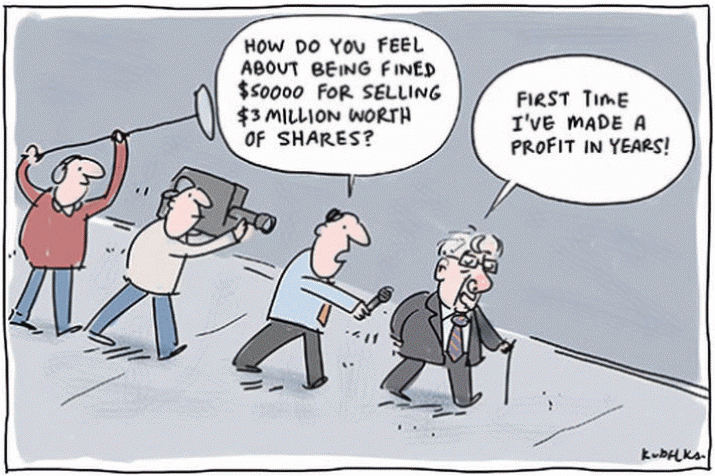 HOW DO YOU FEEL
ABOUT BEING FINED
$50000 FOR SELLING
$3 MILLION WORTH
OF SHARES?
FIRST TIME
I'VE MADE A
PROFIT IN YEARS!
KUDELKA